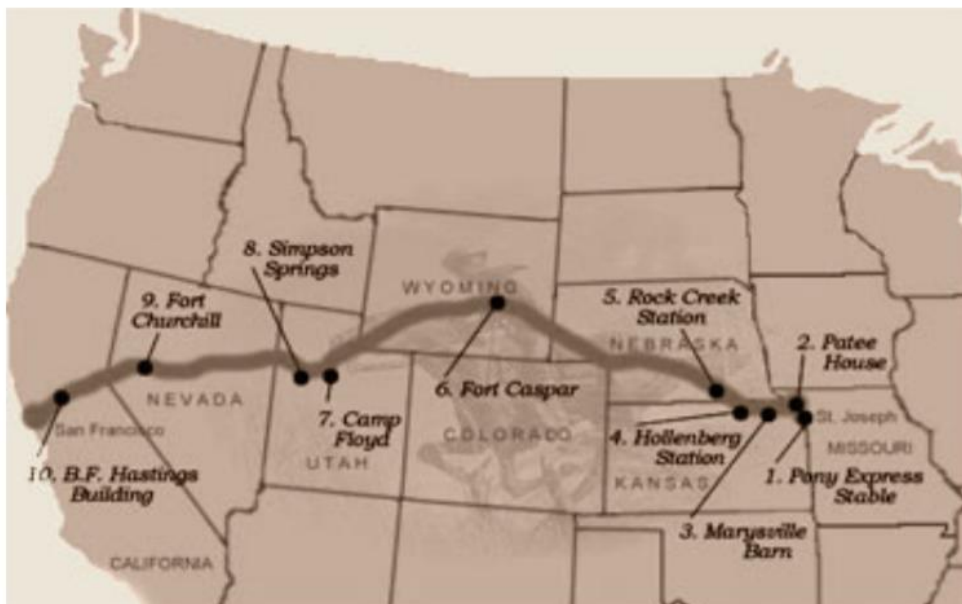 8. Simpson
Springs
WYOMING
9. Fort
Churchill
5. Rock Creek
Station
NEBRASKA
2. Patee
House
6. Fort Caspar
NEVADA
7. Camp
Floyd
UTAH
COLORADO
St. Joseph
MISSOURI
San Francisco
4. Hollenberg
Station
KANSAS
1. Pony Express
Stable
10. B.F. Hastings
Building
3. Marysville
Barn
CALIFORNIA